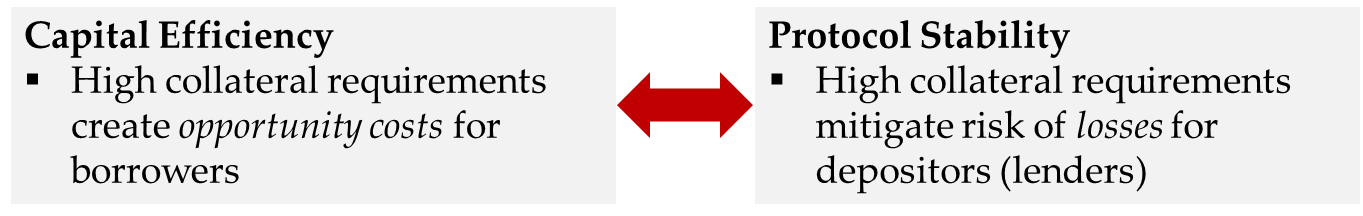 Capital Efficiency
▪ High collateral requirements
create opportunity costs for
borrowers
Protocol Stability
▪ High collateral requirements
mitigate risk of losses for
depositors (lenders)